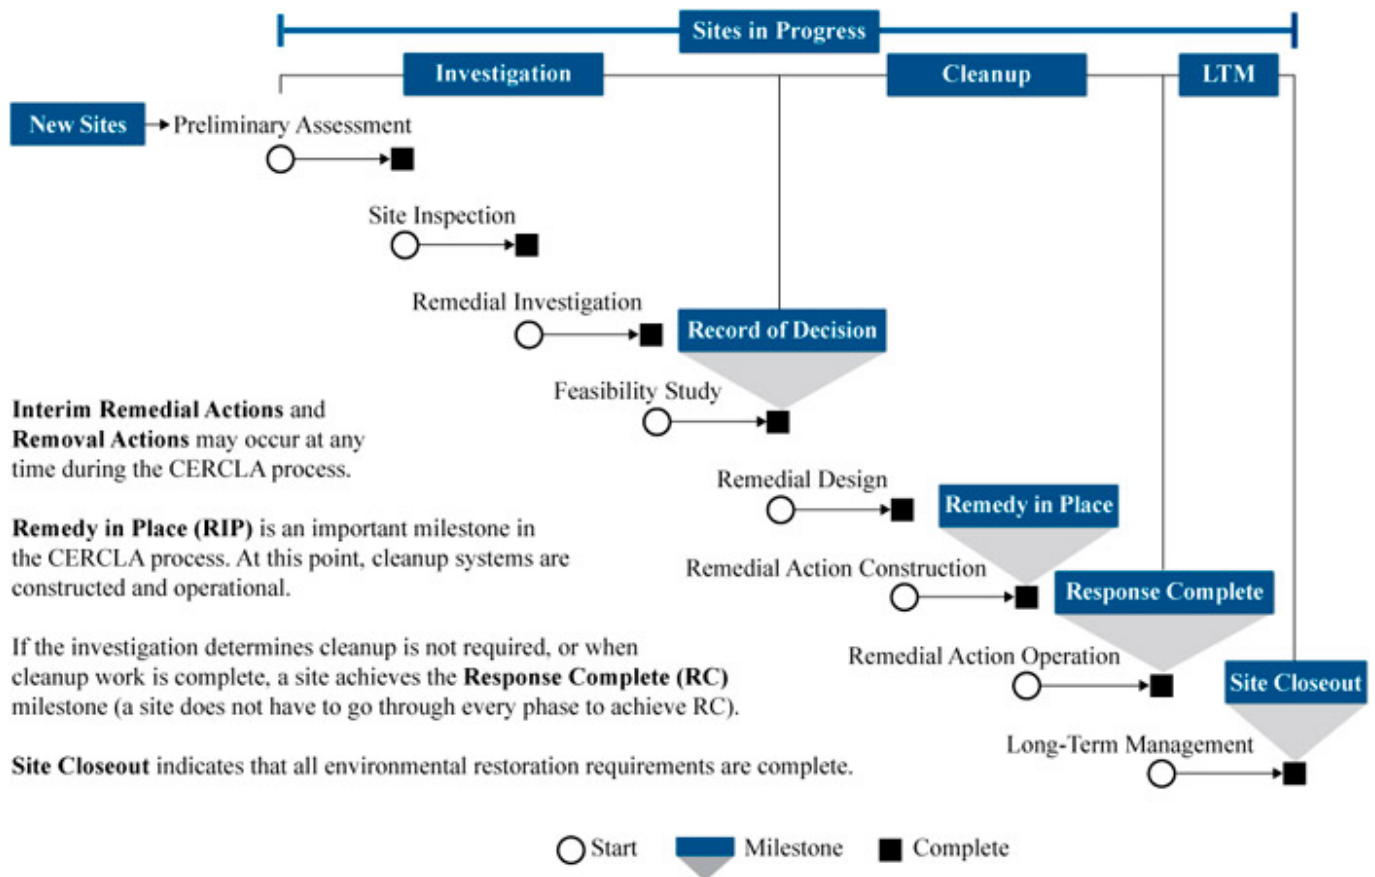 Sites in Progress
Investigation
Cleanup
LTM
New Sites
Preliminary Assessment
Site Inspection
Remedial Investigation
Record of Decision
Feasibility Study
Interim Remedial Actions and
Removal Actions may occur at any
time during the CERCLA process.
Remedial Design
Remedy in Place
Remedy in Place (RIP) is an important milestone in
the CERCLA process. At this point, cleanup systems are
constructed and operational.
Remedial Action Construction
Response Complete
If the investigation determines cleanup is not required, or when
cleanup work is complete, a site achieves the Response Complete (RC)
milestone (a site does not have to go through every phase to achieve RC).
Remedial Action Operation
Site Closeout
Long-Term Management
Site Closeout indicates that all environmental restoration requirements are complete.
Start
Milestone
Complete